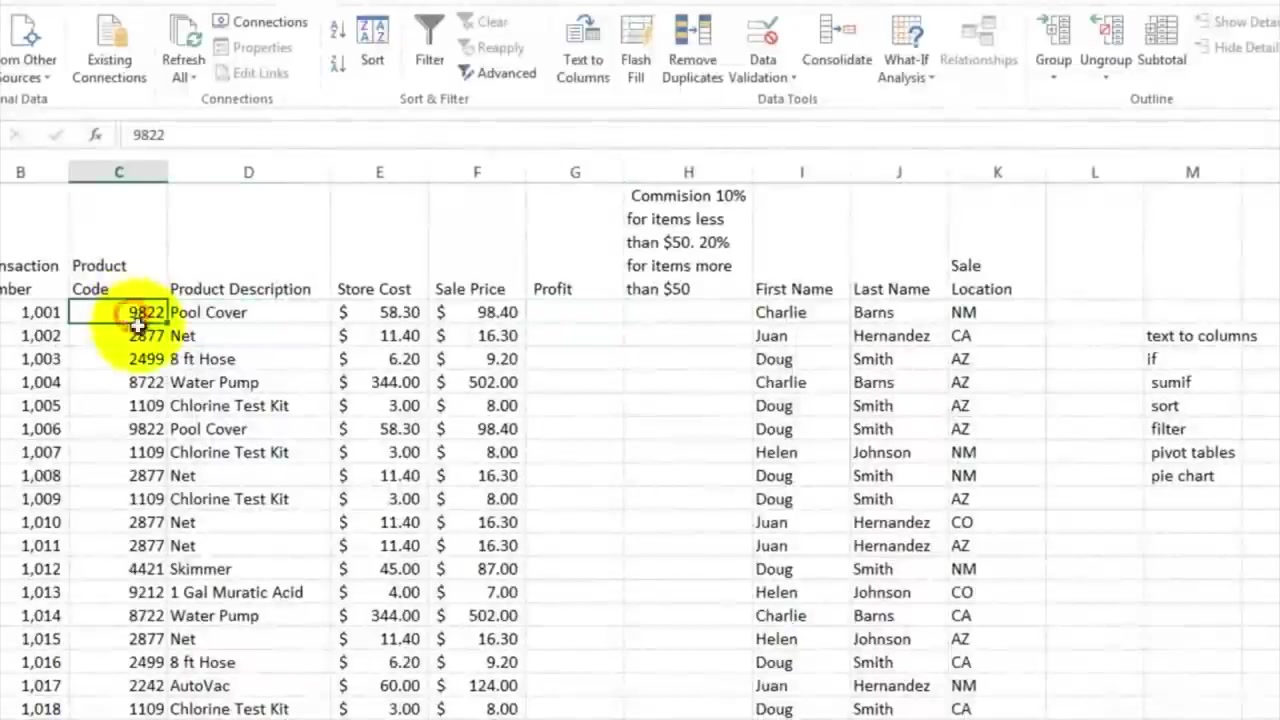 om Other
Sources
Existing
Connections
Refresh
All
Connections
Properties
Edit Links
Sort
Filter
Clear
Reapply
Advanced
Text to
Columns
Flash
Fill
Remove
Duplicates
Data
Validation
Consolidate
What-If
Analysis
Relationships
Group
Ungroup
Subtotal
Show Detai
Hide Detail
nal Data
Connections
Sort & Filter
Data Tools
Outline
fx 9822
B C D E F G H I J K L M
Commision 10%
for items less
than $50. 20%
for items more
than $50
nsaction
mber
Product
Code
Product Description
Store Cost
Sale Price
Profit
First Name
Last Name
Sale
Location
1,001 9822 Pool Cover $ 58.30 $ 98.40 Charlie Barns NM
1,002 2877 Net $ 11.40 $ 16.30 Juan Hernandez CA text to columns
1,003 2499 8 ft Hose $ 6.20 $ 9.20 Doug Smith AZ if
1,004 8722 Water Pump $ 344.00 $ 502.00 Charlie Barns AZ sumif
1,005 1109 Chlorine Test Kit $ 3.00 $ 8.00 Doug Smith AZ sort
1,006 9822 Pool Cover $ 58.30 $ 98.40 Doug Smith AZ filter
1,007 1109 Chlorine Test Kit $ 3.00 $ 8.00 Helen Johnson NM pivot tables
1,008 2877 Net $ 11.40 $ 16.30 Doug Smith NM pie chart
1,009 1109 Chlorine Test Kit $ 3.00 $ 8.00 Doug Smith AZ
1,010 2877 Net $ 11.40 $ 16.30 Juan Hernandez CO
1,011 2877 Net $ 11.40 $ 16.30 Juan Hernandez AZ
1,012 4421 Skimmer $ 45.00 $ 87.00 Doug Smith NM
1,013 9212 1 Gal Muratic Acid $ 4.00 $ 7.00 Helen Johnson CO
1,014 8722 Water Pump $ 344.00 $ 502.00 Charlie Barns CA
1,015 2877 Net $ 11.40 $ 16.30 Helen Johnson AZ
1,016 2499 8 ft Hose $ 6.20 $ 9.20 Doug Smith CA
1,017 2242 AutoVac $ 60.00 $ 124.00 Juan Hernandez NM
1,018 1109 Chlorine Test Kit $ 3.00 $ 8.00 Doug Smith CA